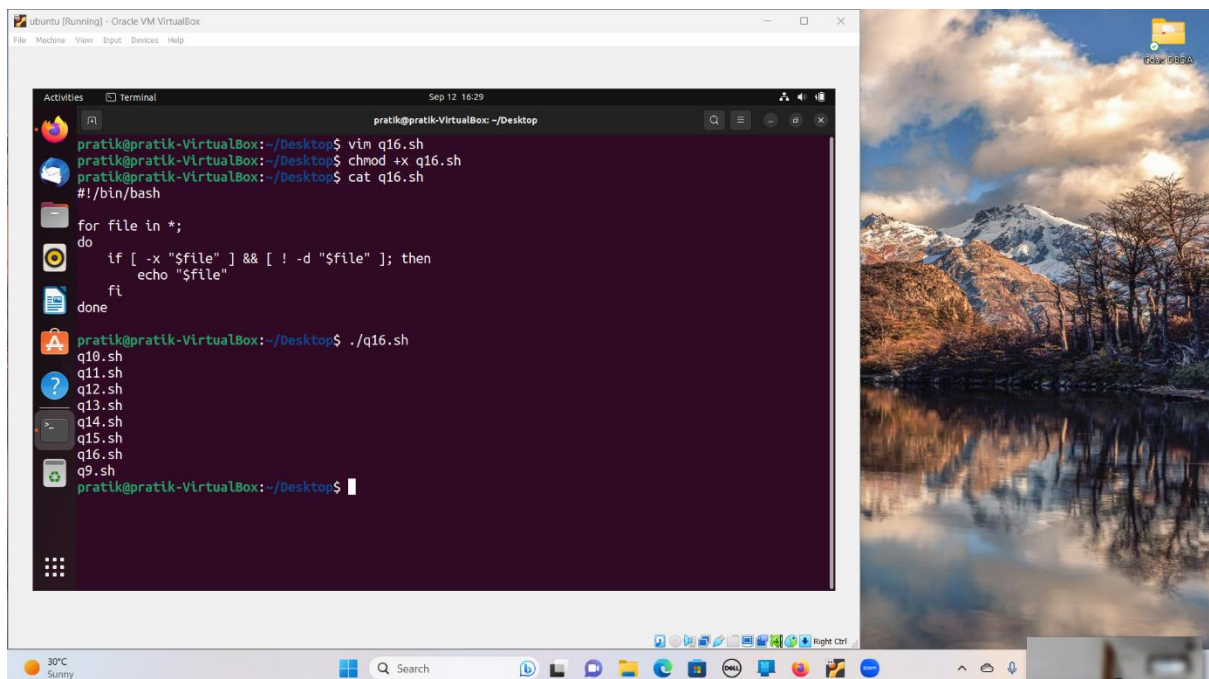 ubuntu [Running] - Oracle VM VirtualBox
File Machine View Input Devices Help
Cdac DBDA
Activities Terminal Sep 12 16:29
pratik@pratik-VirtualBox: ~/Desktop
pratik@pratik-VirtualBox:~/Desktop$ vim q16.sh
pratik@pratik-VirtualBox:~/Desktop$ chmod +x q16.sh
pratik@pratik-VirtualBox:~/Desktop$ cat q16.sh
#!/bin/bash
for file in *;
do
    if [ -x "$file" ] && [ ! -d "$file" ]; then
        echo "$file"
    fi
done
pratik@pratik-VirtualBox:~/Desktop$ ./q16.sh
q10.sh
q11.sh
q12.sh
q13.sh
q14.sh
q15.sh
q16.sh
q9.sh
pratik@pratik-VirtualBox:~/Desktop$
Right Ctrl
30°C
Sunny
Search
DELL
zoom